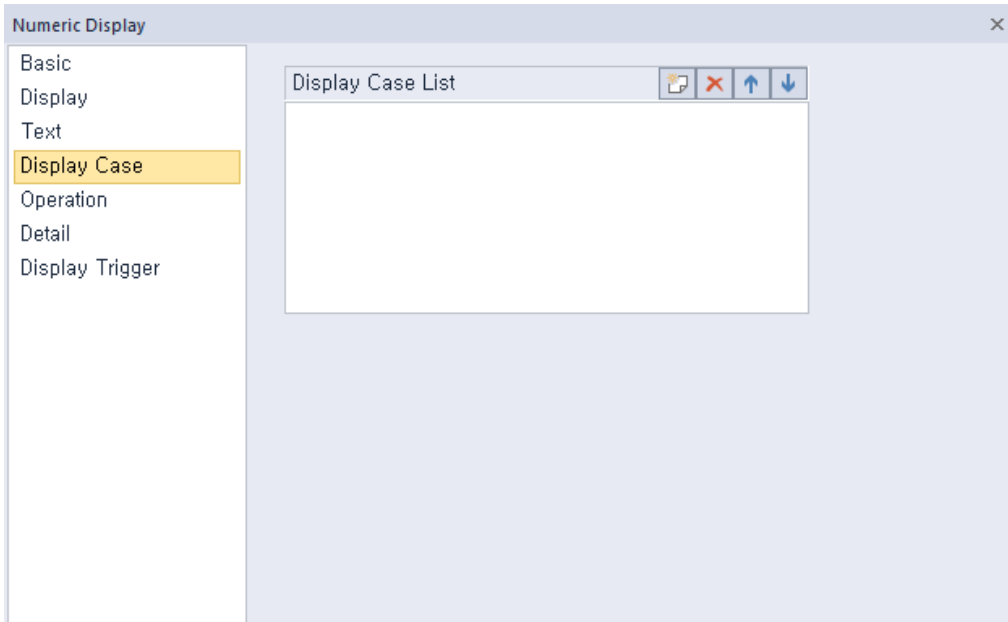 Numeric Display
Basic
Display
Text
Display Case
Operation
Detail
Display Trigger
Display Case List